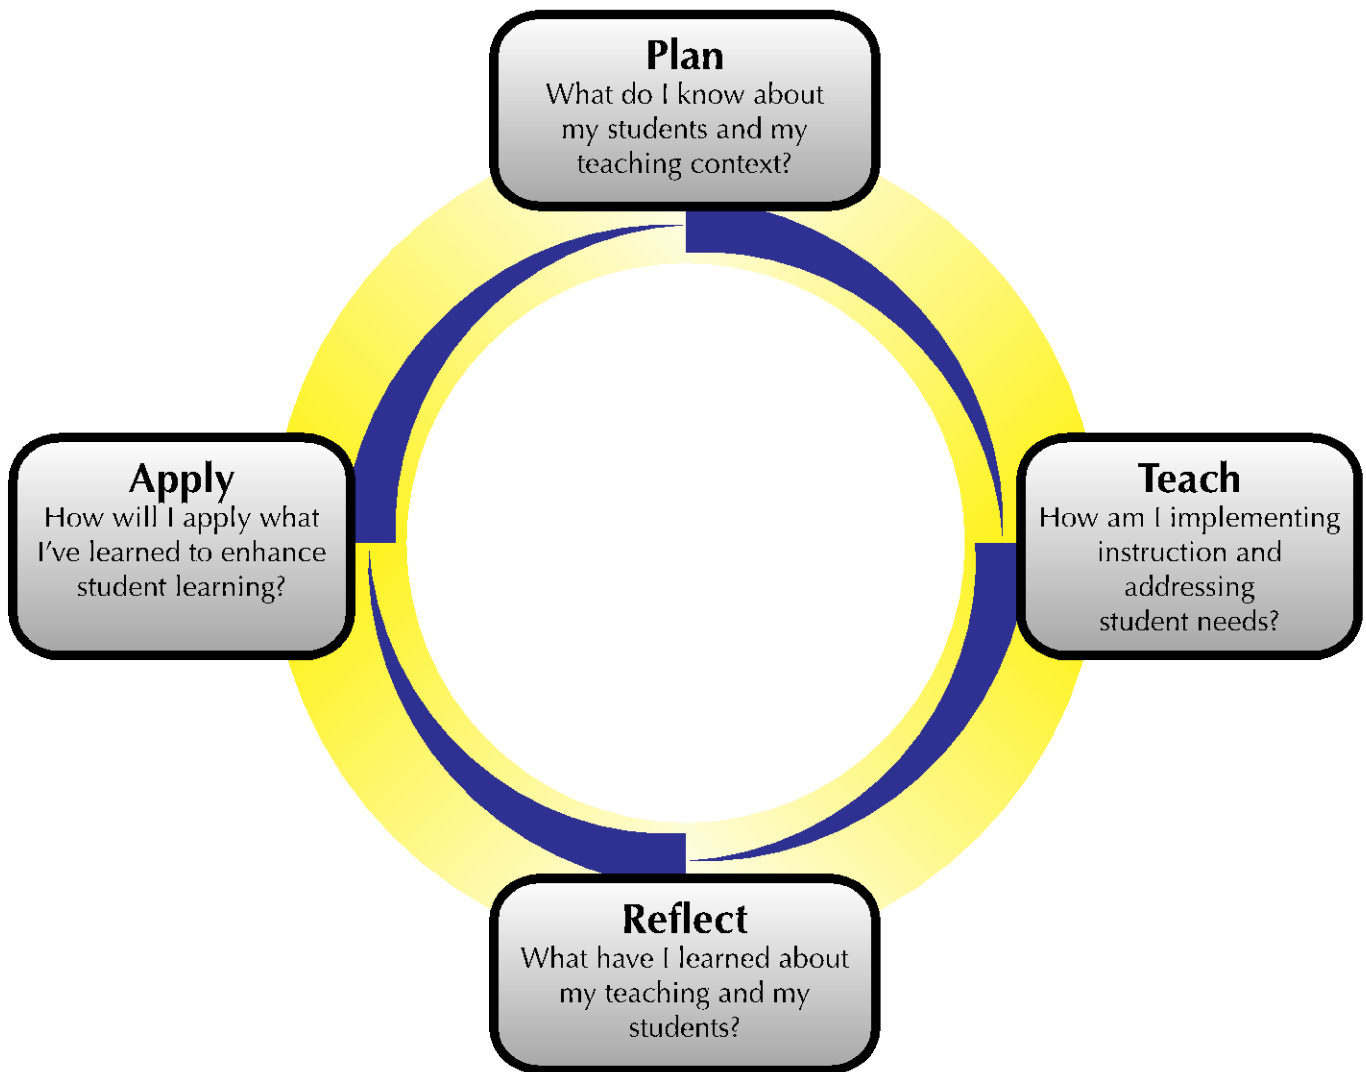 Plan
What do I know about
my students and my
teaching context?
Apply
How will I apply what
I've learned to enhance
student learning?
Teach
How am I implementing
instruction and
addressing
student needs?
Reflect
What have I learned about
my teaching and my
students?